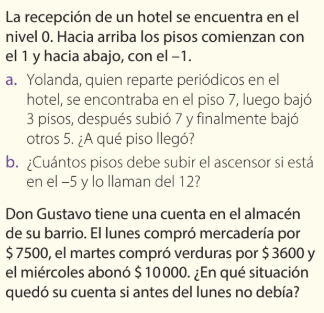 La recepción de un hotel se encuentra en el
nivel 0. Hacia arriba los pisos comienzan con
el 1 y hacia abajo, con el –1.
a. Yolanda, quien reparte periódicos en el
hotel, se encontraba en el piso 7, luego bajó
3 pisos, después subió 7 y finalmente bajó
otros 5. ¿A qué piso llegó?
b. ¿Cuántos pisos debe subir el ascensor si está
en el –5 y lo llaman del 12?
Don Gustavo tiene una cuenta en el almacén
de su barrio. El lunes compró mercadería por
$ 7500, el martes compró verduras por $ 3600 y
el miércoles abonó $ 10 000. ¿En qué situación
quedó su cuenta si antes del lunes no debía?